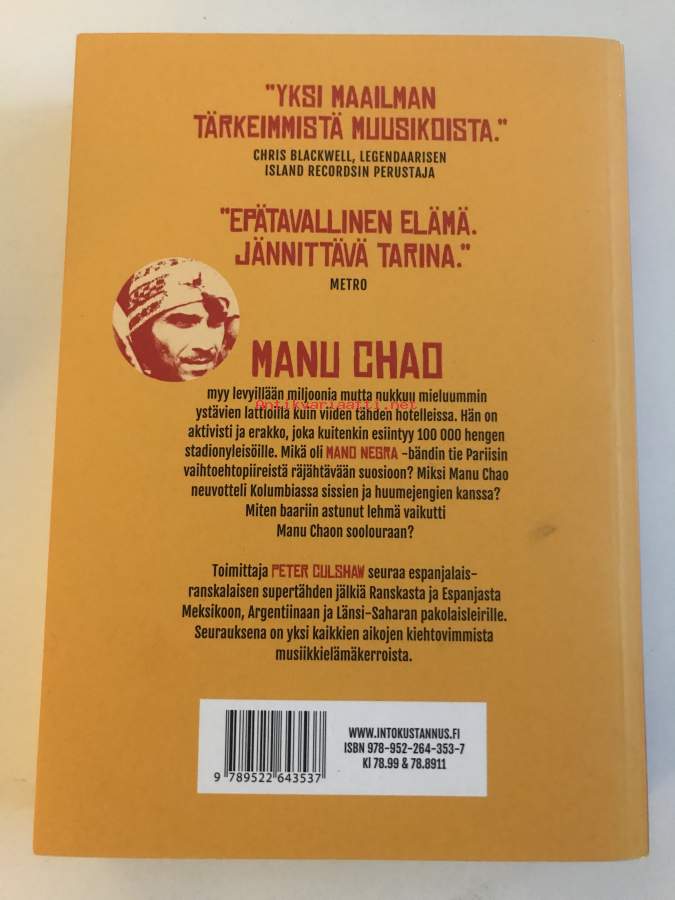 "YKSI MAAILMAN
TÄRKEIMMISTÄ MUUSIKOISTA."
CHRIS BLACKWELL, LEGENDAARISEN
ISLAND RECORDSIN PERUSTAJA
"EPÄTAVALLINEN ELÄMÄ.
JÄNNITTÄVÄ TARINA."
METRO
MANU CHAO
myy levyillään miljoonia mutta nukkuu mieluummin
Antikvariaatti.net
ystävien lattioilla kuin viiden tähden hotelleissa. Hän on
aktivisti ja erakko, joka kuitenkin esiintyy 100 000 hengen
stadionyleisöille. Mikä oli MANO NEGRA -bändin tie Pariisin
vaihtoehtopiireistä räjähtävään suosioon? Miksi Manu Chao
neuvotteli Kolumbiassa sissien ja huumejengien kanssa?
Miten baariin astunut lehmä vaikutti
Manu Chaon soolouraan?
Toimittaja PETER CULSHAW seuraa espanjalais-
ranskalaisen supertähden jälkiä Ranskasta ja Espanjasta
Meksikoon, Argentiinaan ja Länsi-Saharan pakolaisleirille.
Seurauksena on yksi kaikkien aikojen kiehtovimmista
musiikkielämäkerroista.
WWW.INTOKUSTANNUS.FI
ISBN 978-952-264-353-7
Kl 78.99 & 78.8911
9 789522 643537